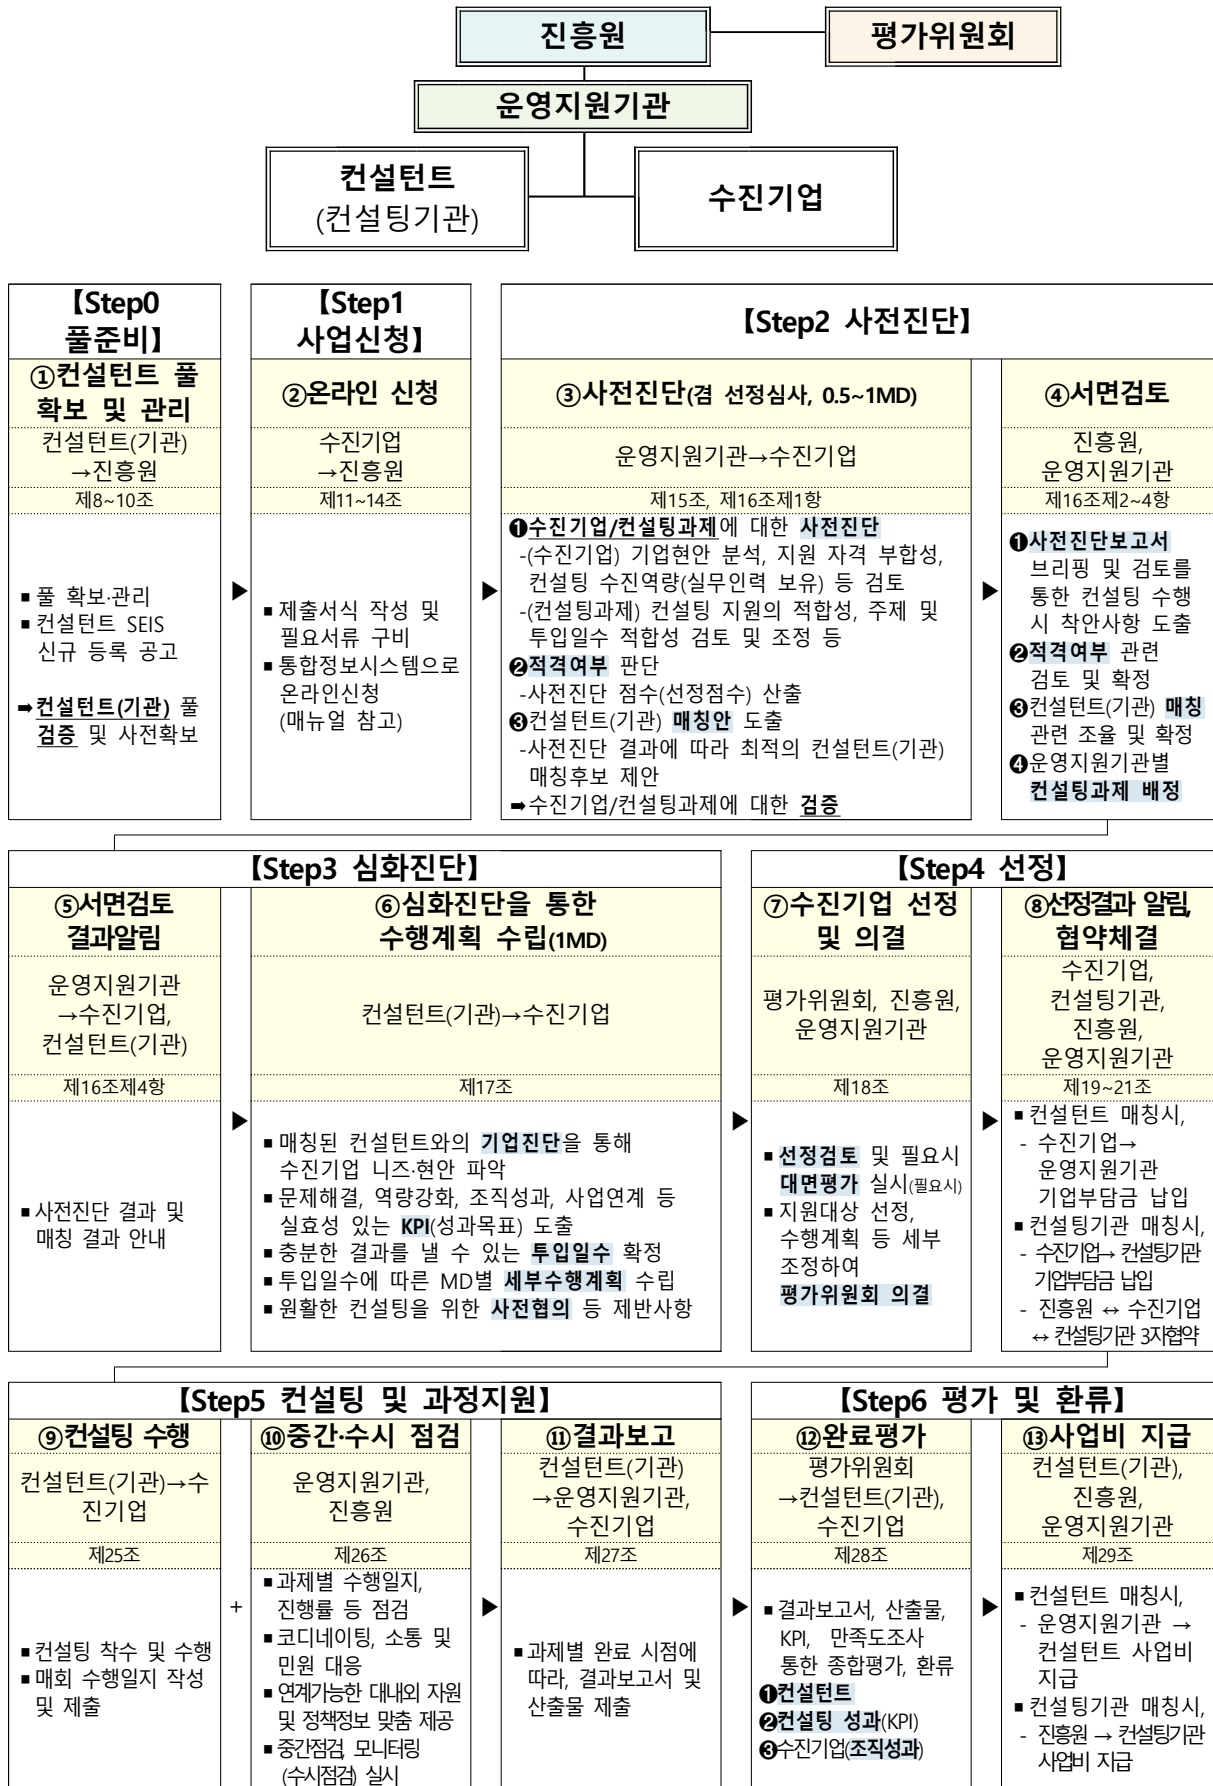 진흥원
평가위원회
운영지원기관
컨설턴트
(컨설팅기관)
수진기업
【Step0
풀준비】
①컨설턴트 풀
확보 및 관리
컨설턴트(기관)
→진흥원
제8~10조
■ 풀 확보·관리
■ 컨설턴트 SEIS
신규 등록 공고
➡컨설턴트(기관) 풀
검증 및 사전확보
▶
【Step1
사업신청】
②온라인 신청
수진기업
→진흥원
제11~14조
■ 제출서식 작성 및
필요서류 구비
■ 통합정보시스템으로
온라인신청
(매뉴얼 참고)
▶
【Step2 사전진단】
③사전진단(겸 선정심사, 0.5~1MD)
운영지원기관→수진기업
제15조, 제16조제1항
❶수진기업/컨설팅과제에 대한 사전진단
-(수진기업) 기업현안 분석, 지원 자격 부합성,
컨설팅 수진역량(실무인력 보유) 등 검토
-(컨설팅과제) 컨설팅 지원의 적합성, 주제 및
투입일수 적합성 검토 및 조정 등
❷적격여부 판단
-사전진단 점수(선정점수) 산출
❸컨설턴트(기관) 매칭안 도출
-사전진단 결과에 따라 최적의 컨설턴트(기관)
매칭후보 제안
➡수진기업/컨설팅과제에 대한 검증
▶
④서면검토
진흥원,
운영지원기관
제16조제2~4항
❶사전진단보고서
브리핑 및 검토를
통한 컨설팅 수행
시 착안사항 도출
❷적격여부 관련
검토 및 확정
❸컨설턴트(기관) 매칭
관련 조율 및 확정
❹운영지원기관별
컨설팅과제 배정
【Step3 심화진단】
⑤서면검토
결과알림
운영지원기관
→수진기업,
컨설턴트(기관)
제16조제4항
■ 사전진단 결과 및
매칭 결과 안내
▶
⑥심화진단을 통한
수행계획 수립(1MD)
컨설턴트(기관)→수진기업
제17조
■ 매칭된 컨설턴트와의 기업진단을 통해
수진기업 니즈·현안 파악
■ 문제해결, 역량강화, 조직성과, 사업연계 등
실효성 있는 KPI(성과목표) 도출
■ 충분한 결과를 낼 수 있는 투입일수 확정
■ 투입일수에 따른 MD별 세부수행계획 수립
■ 원활한 컨설팅을 위한 사전협의 등 제반사항
▶
【Step4 선정】
⑦수진기업 선정
및 의결
평가위원회, 진흥원,
운영지원기관
제18조
■ 선정검토 및 필요시
대면평가 실시(필요시)
■ 지원대상 선정,
수행계획 등 세부
조정하여
평가위원회 의결
▶
⑧선정결과 알림,
협약체결
수진기업,
컨설팅기관,
진흥원,
운영지원기관
제19~21조
■ 컨설턴트 매칭시,
- 수진기업→
운영지원기관
기업부담금 납입
■ 컨설팅기관 매칭시,
- 수진기업→ 컨설팅기관
기업부담금 납입
- 진흥원 ↔ 수진기업
↔ 컨설팅기관 3자협약
【Step5 컨설팅 및 과정지원】
⑨컨설팅 수행
컨설턴트(기관)→수
진기업
제25조
■ 컨설팅 착수 및 수행
■ 매회 수행일지 작성
및 제출
+
⑩중간·수시 점검
운영지원기관,
진흥원
제26조
■ 과제별 수행일지,
진행률 등 점검
■ 코디네이팅, 소통 및
민원 대응
■ 연계가능한 대내외 자원
및 정책정보 맞춤 제공
■ 중간점검, 모니터링
(수시점검) 실시
▶
⑪결과보고
컨설턴트(기관)
→운영지원기관,
수진기업
제27조
■ 과제별 완료 시점에
따라, 결과보고서 및
산출물 제출
▶
【Step6 평가 및 환류】
⑫완료평가
평가위원회
→컨설턴트(기관),
수진기업
제28조
■ 결과보고서, 산출물,
KPI, 만족도조사
통한 종합평가, 환류
❶컨설턴트
❷컨설팅 성과(KPI)
❸수진기업(조직성과)
▶
⑬사업비 지급
컨설턴트(기관),
진흥원,
운영지원기관
제29조
■ 컨설턴트 매칭시,
- 운영지원기관 →
컨설턴트 사업비
지급
■ 컨설팅기관 매칭시,
- 진흥원 → 컨설팅기관
사업비 지급